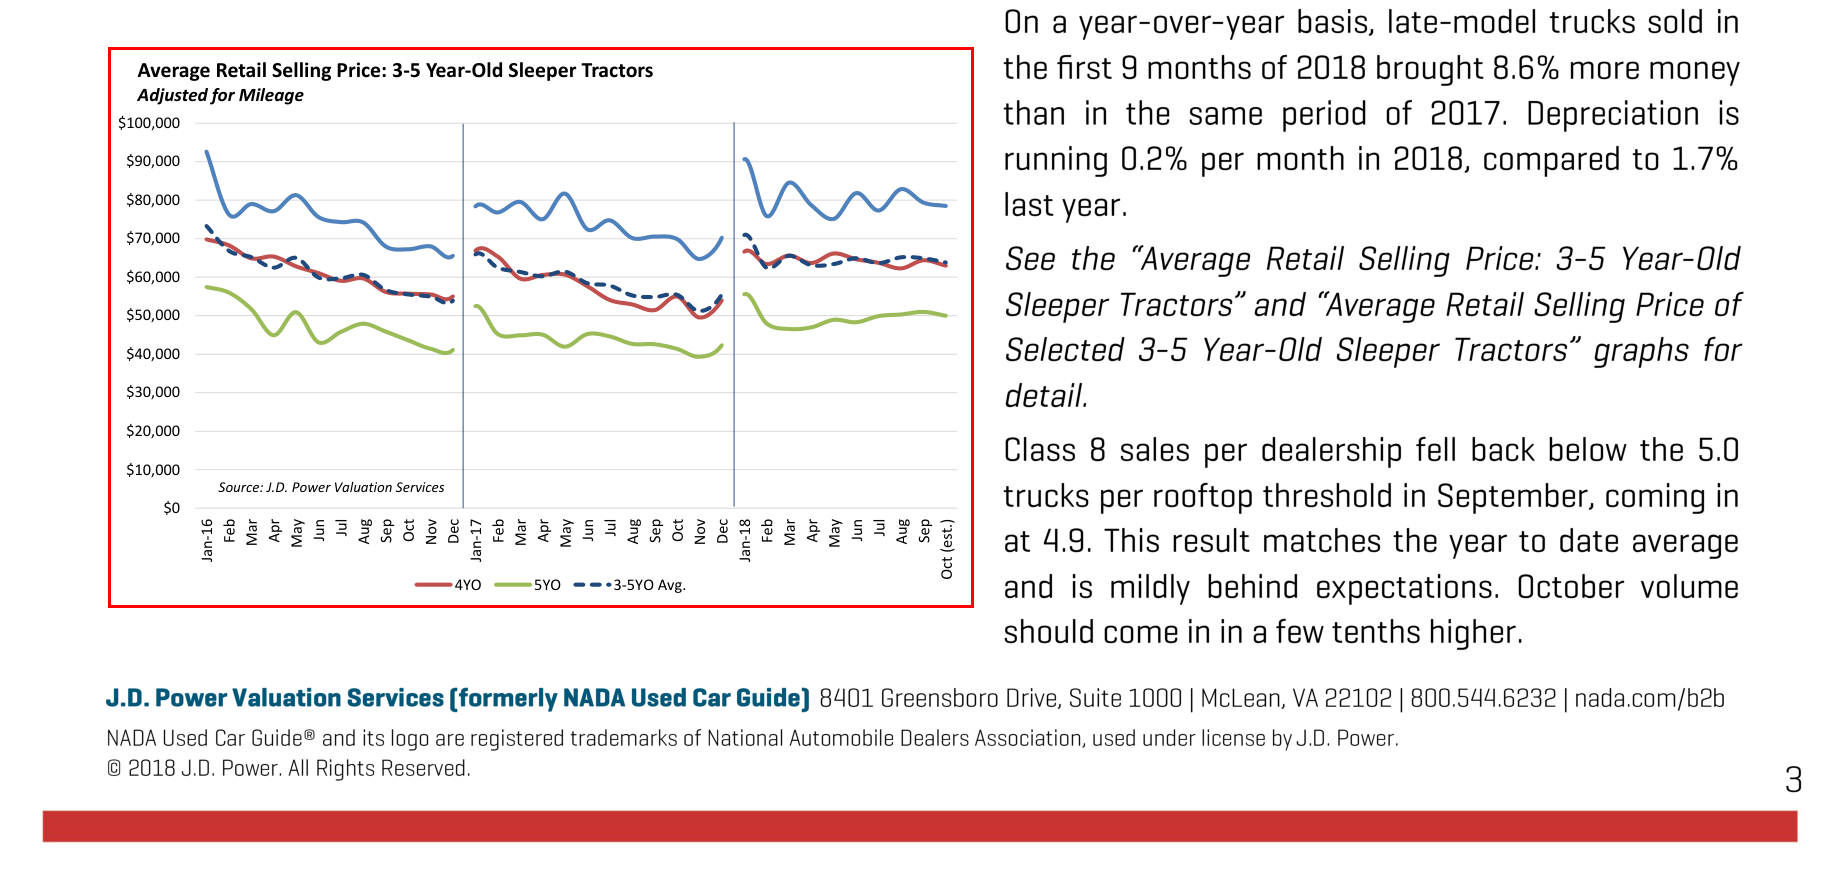 Average Retail Selling Price: 3-5 Year-Old Sleeper Tractors
Adjusted for Mileage
$100,000
$90,000
$80,000
$70,000
$60,000
$50,000
$40,000
$30,000
$20,000
$10,000
$0
Source: J.D. Power Valuation Services
Jan-16
Feb
Mar
Apr
May
Jun
Jul
Aug
Sep
Oct
Nov
Dec
Jan-17
Feb
Mar
Apr
May
Jun
Jul
Aug
Sep
Oct
Nov
Dec
Jan-18
Feb
Mar
Apr
May
Jun
Jul
Aug
Sep
Oct (est.)
4YO 5YO 3-5YO Avg.
On a year-over-year basis, late-model trucks sold in
the first 9 months of 2018 brought 8.6% more money
than in the same period of 2017. Depreciation is
running 0.2% per month in 2018, compared to 1.7%
last year.
See the “Average Retail Selling Price: 3-5 Year-Old
Sleeper Tractors” and “Average Retail Selling Price of
Selected 3-5 Year-Old Sleeper Tractors” graphs for
detail.
Class 8 sales per dealership fell back below the 5.0
trucks per rooftop threshold in September, coming in
at 4.9. This result matches the year to date average
and is mildly behind expectations. October volume
should come in in a few tenths higher.
J.D. Power Valuation Services (formerly NADA Used Car Guide) 8401 Greensboro Drive, Suite 1000 | McLean, VA 22102 | 800.544.6232 | nada.com/b2b
NADA Used Car Guide® and its logo are registered trademarks of National Automobile Dealers Association, used under license by J.D. Power.
© 2018 J.D. Power. All Rights Reserved.
3